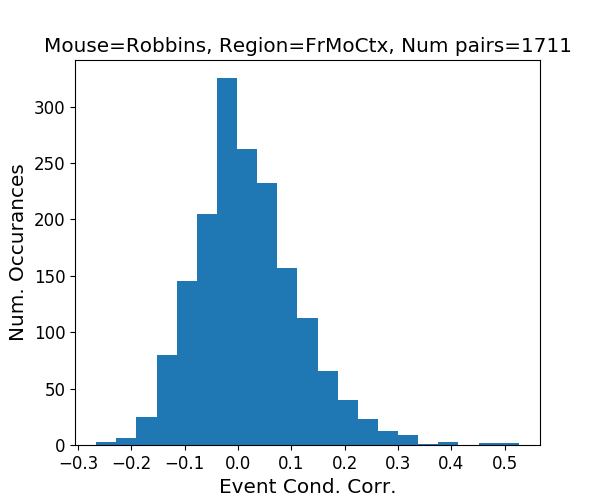 Mouse=Robbins, Region=FrMoCtx, Num pairs=1711
Num. Occurances
300
250
200
150
100
50
0
−0.3 −0.2 −0.1 0.0 0.1 0.2 0.3 0.4 0.5
Event Cond. Corr.